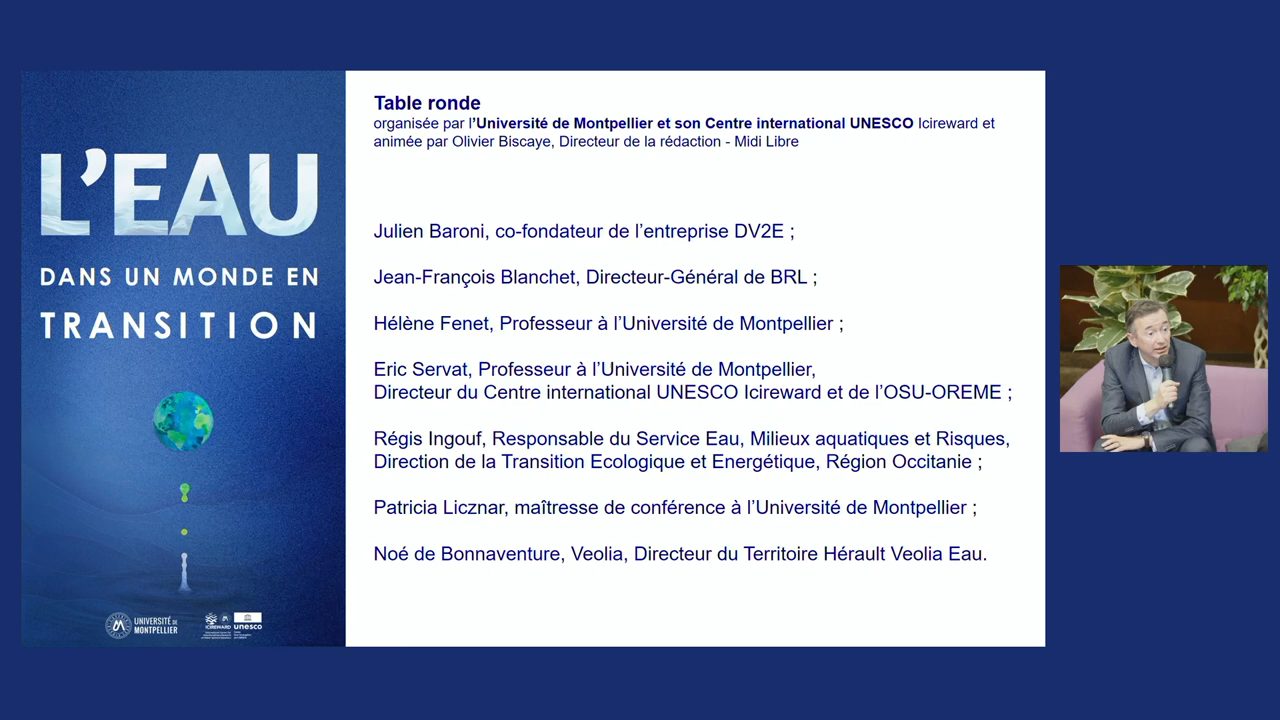 L'EAU
DANS UN MONDE EN
TRANSITION
UNIVERSITÉ DE
MONTPELLIER
ICIREWARD
unesco
Table ronde
organisée par l'Université de Montpellier et son Centre international UNESCO Icireward et
animée par Olivier Biscaye, Directeur de la rédaction - Midi Libre
Julien Baroni, co-fondateur de l'entreprise DV2E ;
Jean-François Blanchet, Directeur-Général de BRL ;
Hélène Fenet, Professeur à l'Université de Montpellier ;
Eric Servat, Professeur à l'Université de Montpellier,
Directeur du Centre international UNESCO Icireward et de l'OSU-OREME ;
Régis Ingouf, Responsable du Service Eau, Milieux aquatiques et Risques,
Direction de la Transition Ecologique et Energétique, Région Occitanie ;
Patricia Licznar, maîtresse de conférence à l'Université de Montpellier ;
Noé de Bonnaventure, Veolia, Directeur du Territoire Hérault Veolia Eau.